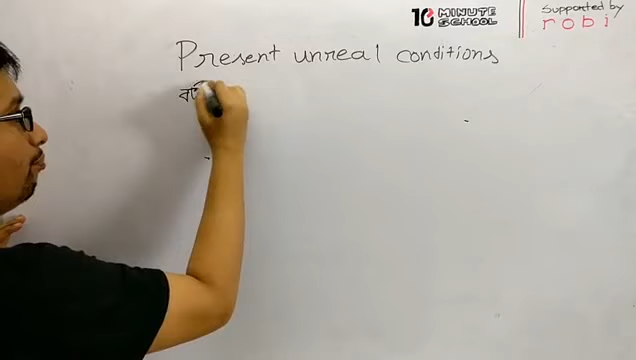 10 MINUTE SCHOOL
Supported by
robi
Present unreal conditions